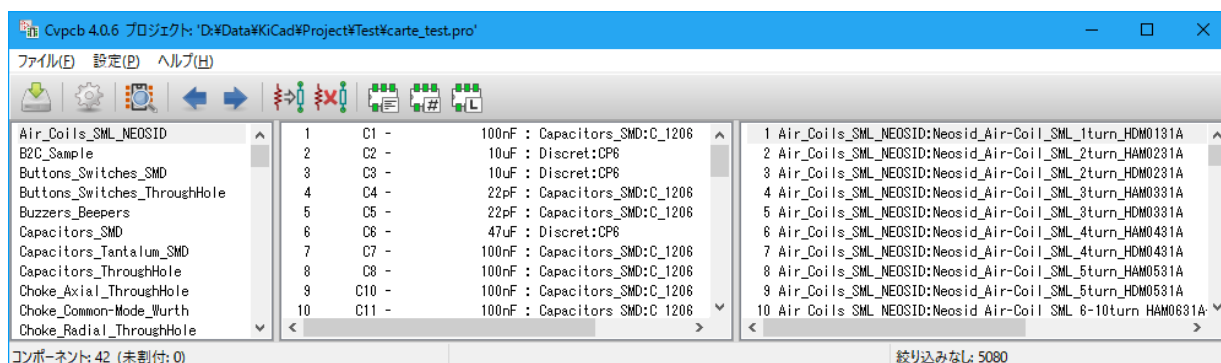 Cvpcb 4.0.6 プロジェクト: 'D:¥Data¥KiCad¥Project¥Test¥carte_test.pro'
ファイル(F) 設定(P) ヘルプ(H)
Air_Coils_SML_NEOSID
B2C_Sample
Buttons_Switches_SMD
Buttons_Switches_ThroughHole
Buzzers_Beepers
Capacitors_SMD
Capacitors_Tantalum_SMD
Capacitors_ThroughHole
Choke_Axial_ThroughHole
Choke_Common-Mode_Wurth
Choke_Radial_ThroughHole
1 C1 - 100nF : Capacitors_SMD:C_1206
2 C2 - 10uF : Discret:CP6
3 C3 - 10uF : Discret:CP6
4 C4 - 22pF : Capacitors_SMD:C_1206
5 C5 - 22pF : Capacitors_SMD:C_1206
6 C6 - 47uF : Discret:CP6
7 C7 - 100nF : Capacitors_SMD:C_1206
8 C8 - 100nF : Capacitors_SMD:C_1206
9 C10 - 100nF : Capacitors_SMD:C_1206
10 C11 - 100nF : Capacitors_SMD:C_1206
1 Air_Coils_SML_NEOSID:Neosid_Air-Coil_SML_1turn_HDM0131A
2 Air_Coils_SML_NEOSID:Neosid_Air-Coil_SML_2turn_HAM0231A
3 Air_Coils_SML_NEOSID:Neosid_Air-Coil_SML_2turn_HDM0231A
4 Air_Coils_SML_NEOSID:Neosid_Air-Coil_SML_3turn_HAM0331A
5 Air_Coils_SML_NEOSID:Neosid_Air-Coil_SML_3turn_HDM0331A
6 Air_Coils_SML_NEOSID:Neosid_Air-Coil_SML_4turn_HAM0431A
7 Air_Coils_SML_NEOSID:Neosid_Air-Coil_SML_4turn_HDM0431A
8 Air_Coils_SML_NEOSID:Neosid_Air-Coil_SML_5turn_HAM0531A
9 Air_Coils_SML_NEOSID:Neosid_Air-Coil_SML_5turn_HDM0531A
10 Air_Coils_SML_NEOSID:Neosid_Air-Coil_SML_6-10turn_HAM0631A-
コンポーネント: 42 (未割付: 0)
絞り込みなし: 5080